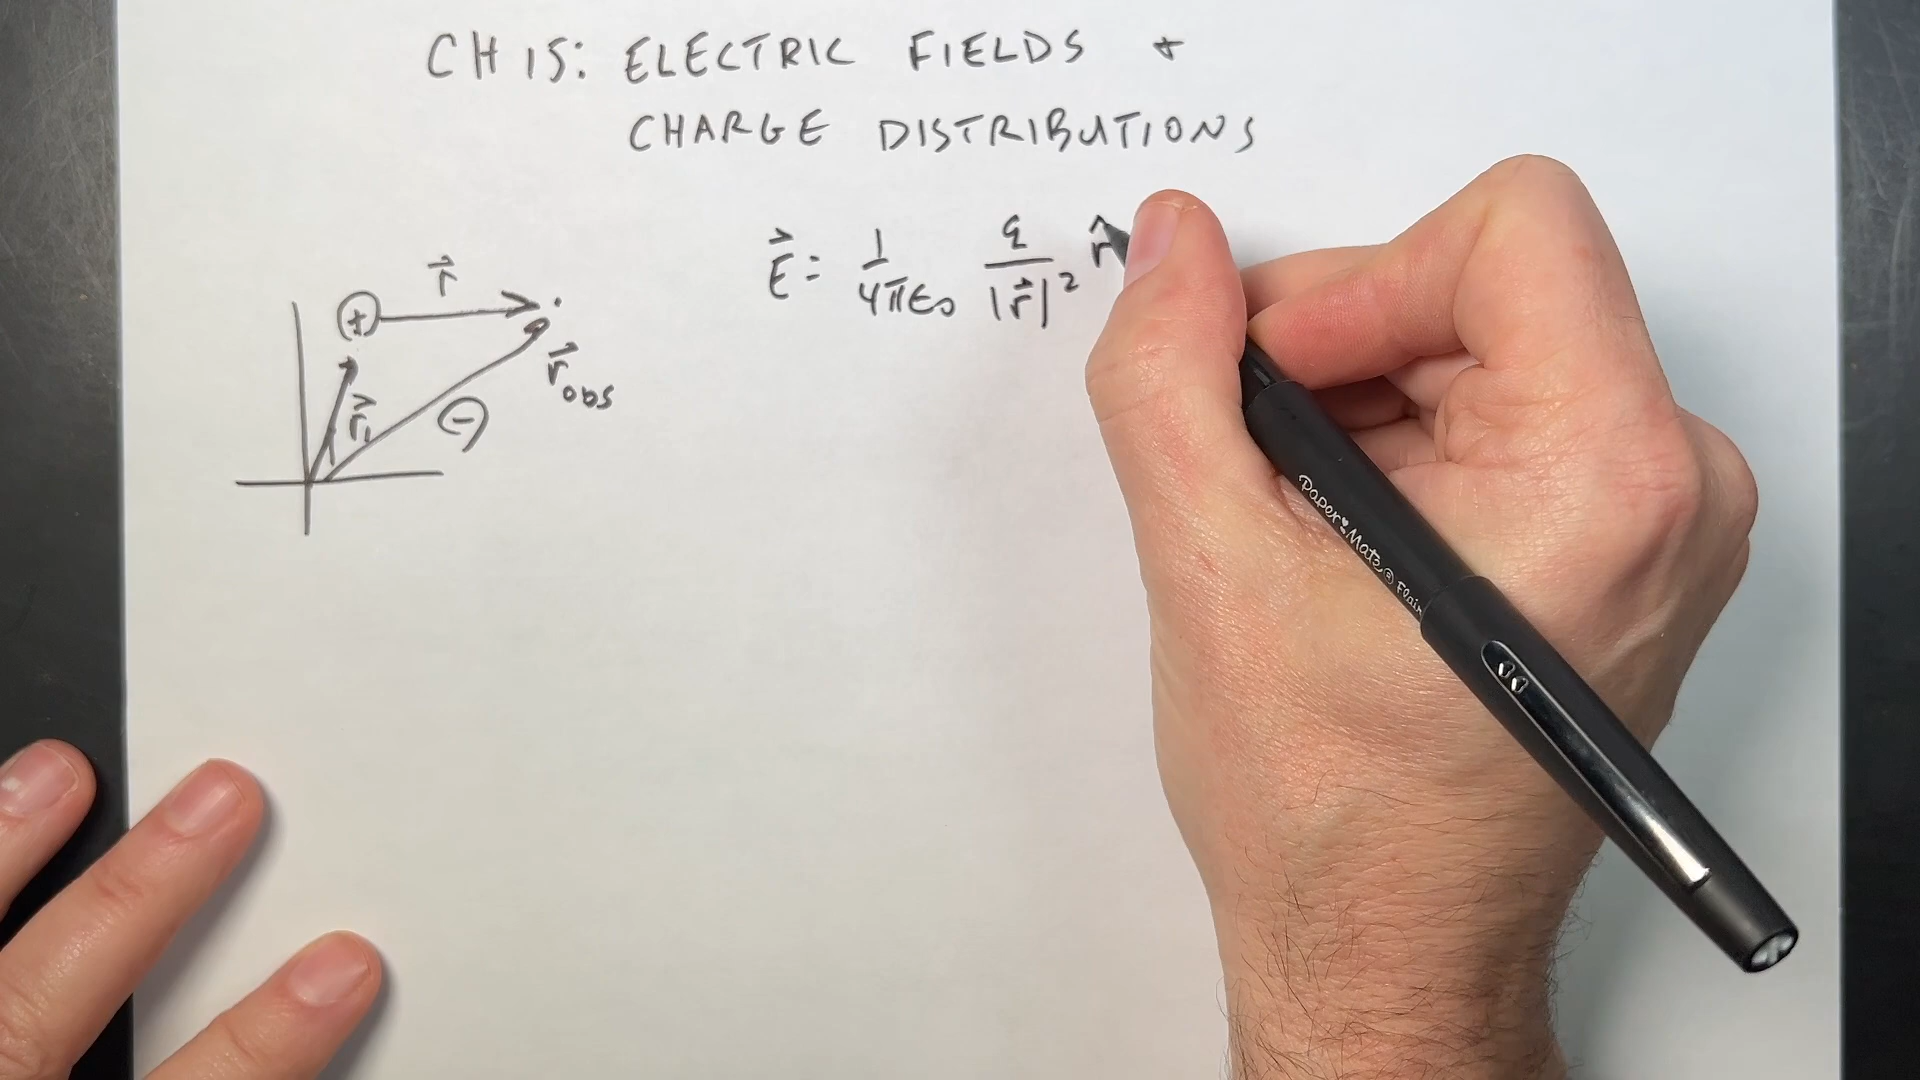 CH 15: ELECTRIC FIELDS +
CHARGE DISTRIBUTIONS
E⃗ = 1/4πε₀ q/|r⃗|² r̂
r⃗
+
r⃗obs
r⃗₁
-
Paper Mate® Flair